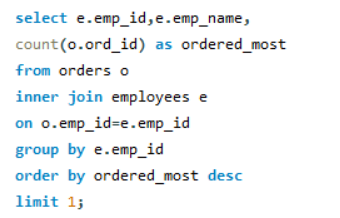 select e.emp_id,e.emp_name,
count(o.ord_id) as ordered_most
from orders o
inner join employees e
on o.emp_id=e.emp_id
group by e.emp_id
order by ordered_most desc
limit 1;